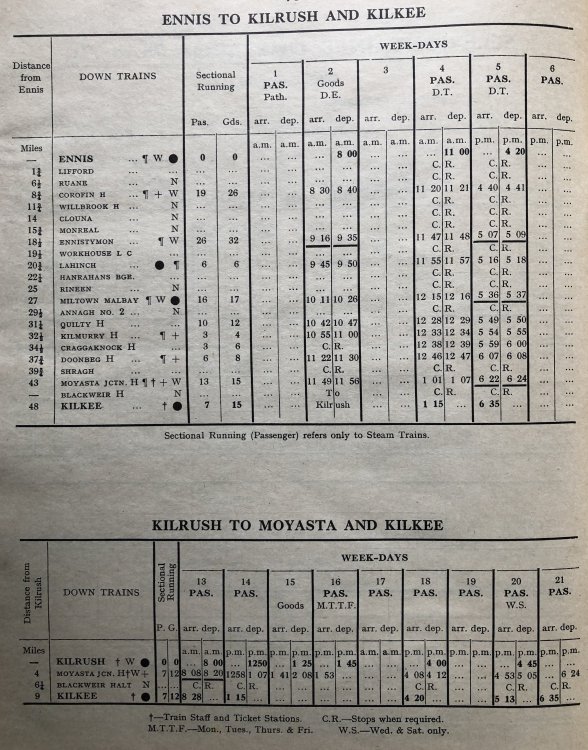 ENNIS TO KILRUSH AND KILKEE
Distance from Ennis DOWN TRAINS Sectional Running WEEK-DAYS
1 2 3 4 5 6
PAS. Goods PAS. PAS. PAS.
Path. D.E. D.T. D.T.
Pas. Gds. arr. dep. arr. dep. arr. dep. arr. dep. arr. dep. arr. dep.
Miles a.m. a.m. a.m. a.m. a.m. a.m. a.m. a.m. p.m. p.m. p.m. p.m.
— ENNIS ... ¶ W ● 0 0 ... ... ... 8 00 ... ... ... 11 00 ... 4 20 ... ...
1¾ LIFFORD ... ... ... ... ... ... ... ... ... ... C. R. C. R. ... ...
6½ RUANE ... N ... ... ... ... ... ... ... ... C. R. C. R. ... ...
8¾ COROFIN H ¶ + W 19 26 ... ... 8 30 8 40 ... ... 11 20 11 21 4 40 4 41 ... ...
11¾ WILLBROOK H ... N ... ... ... ... ... ... ... ... C. R. C. R. ... ...
14 CLOUNA ... N ... ... ... ... ... ... ... ... C. R. C. R. ... ...
15¾ MONREAL ... N ... ... ... ... ... ... ... ... C. R. C. R. ... ...
18¼ ENNISTYMON ... ¶ W 26 32 ... ... 9 16 9 35 ... ... 11 47 11 48 5 07 5 09 ... ...
19½ WORKHOUSE L C ... ... ... ... ... ... ... ... ... C. R. C. R. ... ...
20¾ LAHINCH ... ● ¶ 6 6 ... ... 9 45 9 50 ... ... 11 55 11 57 5 16 5 18 ... ...
22½ HANRAHANS BGE. ... ... ... ... ... ... ... ... C. R. C. R. ... ...
25 RINEEN ... N ... ... ... ... ... ... ... ... C. R. C. R. ... ...
27 MILTOWN MALBAY ¶ W ● 16 17 ... ... 10 11 10 26 ... ... 12 15 12 16 5 36 5 37 ... ...
29½ ANNAGH NO. 2 ... N ... ... ... ... ... ... ... ... C. R. C. R. ... ...
31¼ QUILTY H ... ... 10 12 ... ... 10 42 10 47 ... ... 12 28 12 29 5 49 5 50 ... ...
32½ KILMURRY H ... ¶ + 3 4 ... ... 10 55 11 00 ... ... 12 33 12 34 5 54 5 55 ... ...
34½ CRAGGAKNOCK H ... 3 6 ... ... C. R. ... ... 12 38 12 39 5 59 6 00 ... ...
37¾ DOONBEG H ... ¶ + 6 8 ... ... 11 22 11 30 ... ... 12 46 12 47 6 07 6 08 ... ...
39¾ SHRAGH ... ... ... ... ... ... C. R. ... ... C. R. C. R. ... ...
43 MOYASTA JCTN. H ¶ † + W 13 15 ... ... 11 49 11 56 ... ... 1 01 1 07 6 22 6 24 ... ...
— BLACKWEIR H N ... ... ... ... To ... ... C. R. C. R. ... ...
48 KILKEE ... † ● 7 15 ... ... Kilrush ... ... 1 15 ... 6 35 ... ... ...
Sectional Running (Passenger) refers only to Steam Trains.
KILRUSH TO MOYASTA AND KILKEE
Distance from Kilrush DOWN TRAINS Sectional Running WEEK-DAYS
13 14 15 16 17 18 19 20 21
PAS. PAS. PAS. PAS. PAS. PAS. PAS. PAS.
Goods M.T.T.F. W.S.
P. G. arr. dep. arr. dep. arr. dep. arr. dep. arr. dep. arr. dep. arr. dep. arr. dep. arr. dep.
Miles a.m. a.m. p.m. p.m. p.m. p.m. p.m. p.m. p.m. p.m. p.m. p.m. p.m. p.m. p.m. p.m. p.m. p.m.
— KILRUSH † W ● 0 0 ... 8 00 ... 1250 ... 1 25 ... 1 45 ... ... ... 4 00 ... ... ... 4 45 ... ...
4 MOYASTA JCN. H†W+ 7 12 8 08 8 20 1258 1 07 1 41 2 08 1 53 ... ... ... 4 08 4 12 ... ... 4 53 5 05 ... 6 24
6½ BLACKWEIR HALT N ... ... C. R. C. R. ... ... ... ... ... ... C. R. ... ... C. R. C. R.
9 KILKEE † ● 7 12 8 28 ... 1 15 ... ... ... ... ... ... ... 4 20 ... ... ... 5 13 ... 6 35 ...
†—Train Staff and Ticket Stations. C.R.—Stops when required.
M.T.T.F.—Mon., Tues., Thurs. & Fri. W.S.—Wed. & Sat. only.